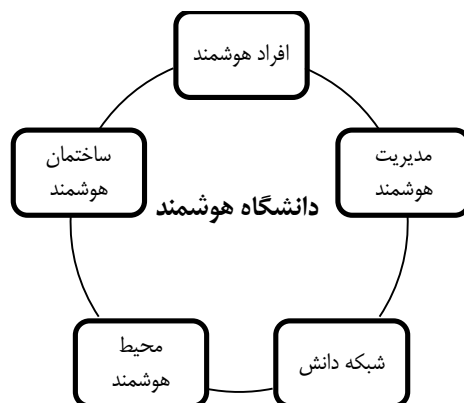 افراد هوشمند
مدیریت
هوشمند
ساختمان
هوشمند
دانشگاه هوشمند
شبکه دانش
محیط
هوشمند